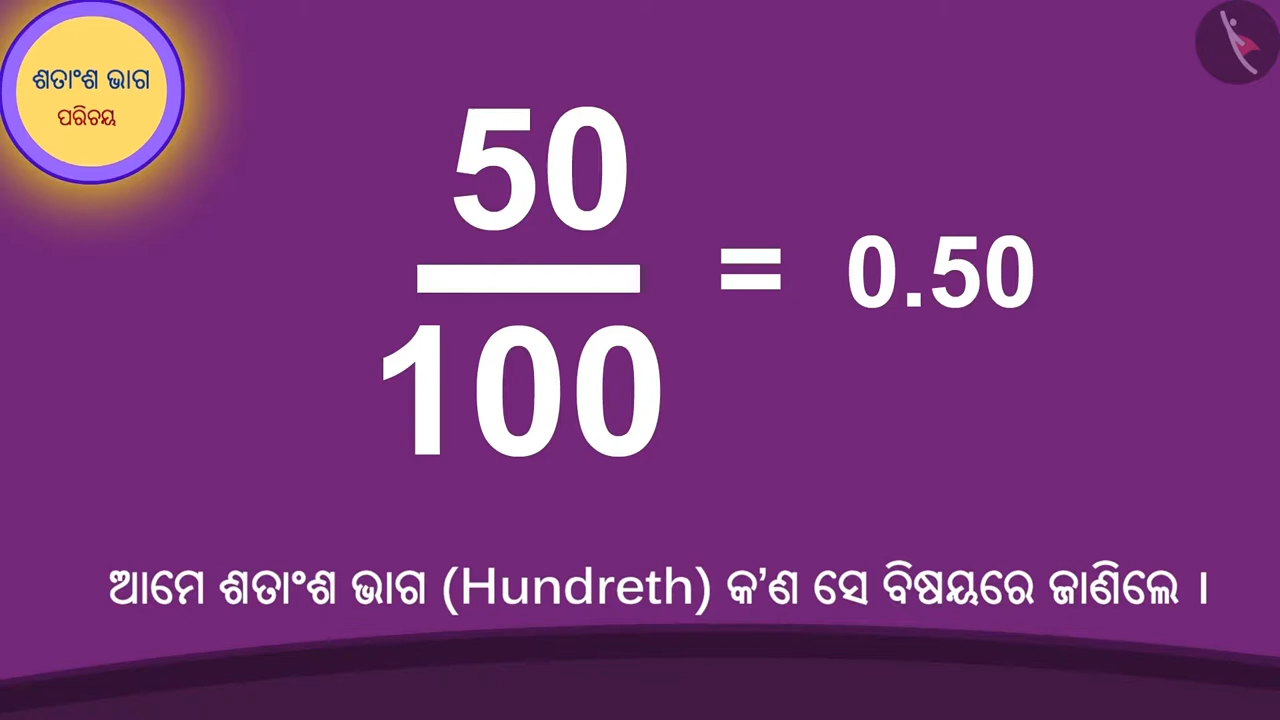 ଶତାଂଶ ଭାଗ
ପରିଚୟ
50
100
= 0.50
ଆମେ ଶତାଂଶ ଭାଗ (Hundreth) କ’ଣ ସେ ବିଷୟରେ ଜାଣିଲେ ।